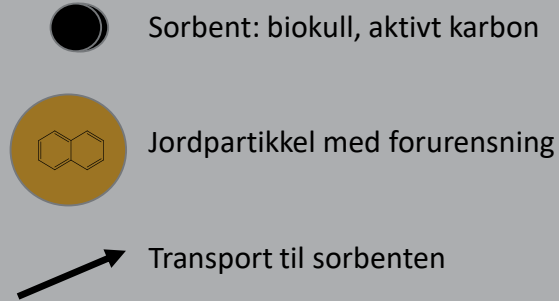 Sorbent: biokull, aktivt karbon
Jordpartikkel med forurensning
Transport til sorbenten